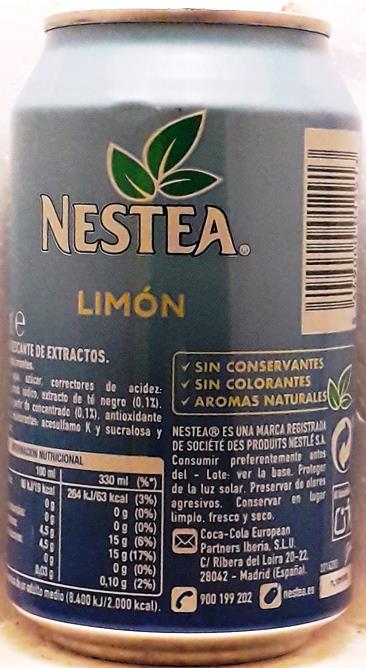 NESTEA®
LIMÓN
e
DE EXTRACTOS.
azúcar, correctores de acidez:
extracto de té negro (0,1%),
de concentrado (0,1%), antioxidante
acesulfamo K y sucralosa y
NUTRICIONAL
100 ml 330 ml (%*)
kJ/19 kcal 264 kJ/63 kcal (3%)
0 g 0 g (0%)
0 g 0 g (0%)
4,5 g 15 g (6%)
4,5 g 15 g (17%)
0 g 0 g (0%)
0,03 g 0,10 g (2%)
de un adulto medio (8.400 kJ/2.000 kcal).
✓ SIN CONSERVANTES
✓ SIN COLORANTES
✓ AROMAS NATURALES
NESTEA® ES UNA MARCA REGISTRADA
DE SOCIÉTÉ DES PRODUITS NESTLÉ S.A.
Consumir preferentemente antes
del - Lote: ver la base. Proteger
de la luz solar. Preservar de olores
agresivos. Conservar en lugar
limpio, fresco y seco.
Coca-Cola European
Partners Iberia, S.L.U.
C/ Ribera del Loira 20-22.
28042 - Madrid (España).
900 199 202 nestea.es